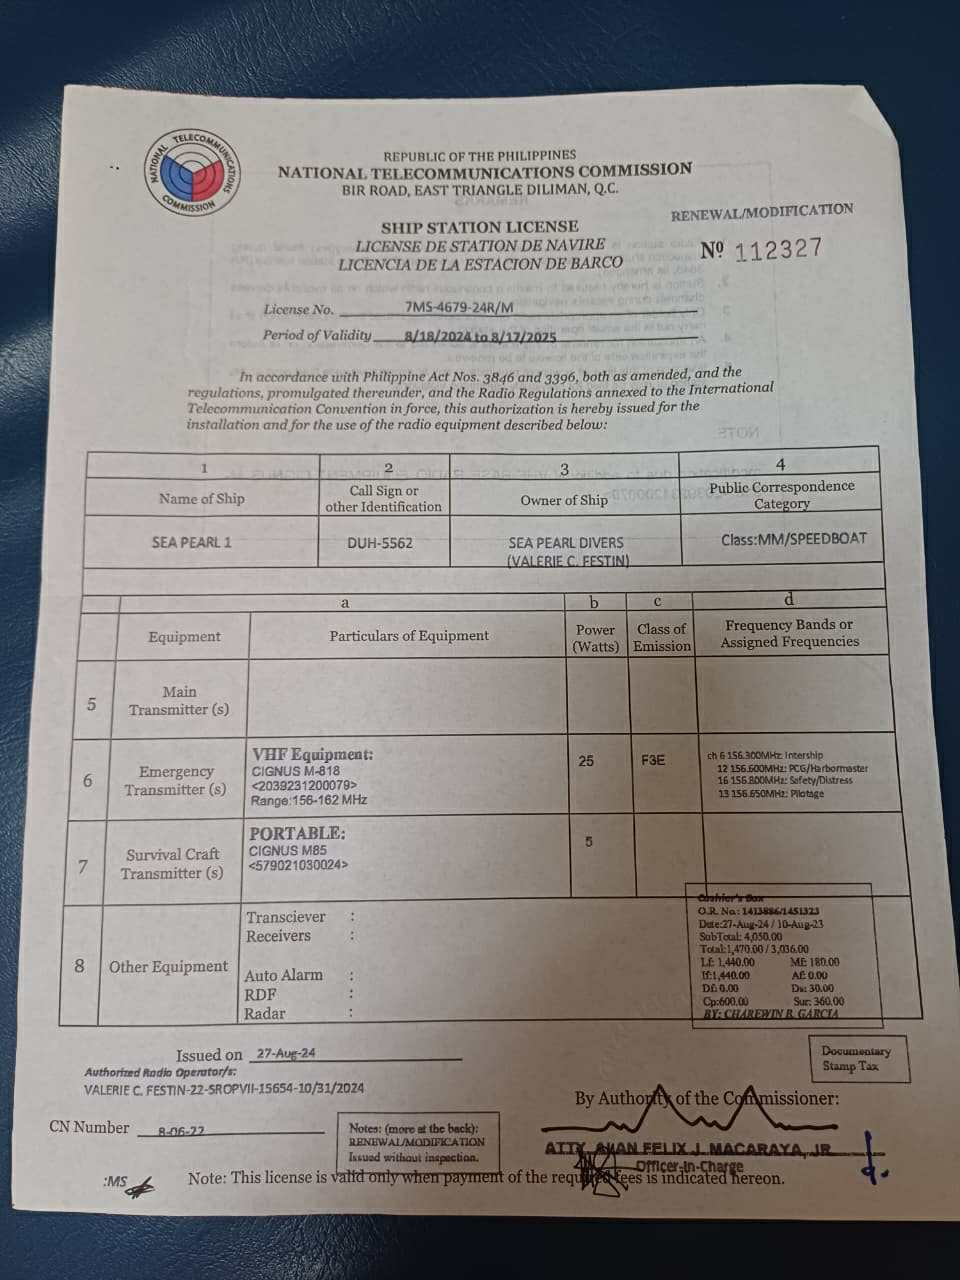 NATIONAL TELECOMMUNICATIONS COMMISSION
REPUBLIC OF THE PHILIPPINES
NATIONAL TELECOMMUNICATIONS COMMISSION
BIR ROAD, EAST TRIANGLE DILIMAN, Q.C.
RENEWAL/MODIFICATION
SHIP STATION LICENSE
LICENSE DE STATION DE NAVIRE
LICENCIA DE LA ESTACION DE BARCO
Nº 112327
License No. 7MS-4679-24R/M
Period of Validity 8/18/2024 to 8/17/2025
In accordance with Philippine Act Nos. 3846 and 3396, both as amended, and the
regulations, promulgated thereunder, and the Radio Regulations annexed to the International
Telecommunication Convention in force, this authorization is hereby issued for the
installation and for the use of the radio equipment described below:
1 2 3 4
Name of Ship Call Sign or other Identification Owner of Ship Public Correspondence Category
SEA PEARL 1 DUH-5562 SEA PEARL DIVERS (VALERIE C. FESTIN) Class:MM/SPEEDBOAT
a b c d
Equipment Particulars of Equipment Power (Watts) Class of Emission Frequency Bands or Assigned Frequencies
5 Main Transmitter (s)
6 Emergency Transmitter (s)
VHF Equipment:
CIGNUS M-818
<2039231200079>
Range:156-162 MHz
25 F3E
ch 6 156.300MHz: Intership
12 156.600MHz: PCG/Harbormaster
16 156.800MHz: Safety/Distress
13 156.650MHz: Pilotage
7 Survival Craft Transmitter (s)
PORTABLE:
CIGNUS M85
<579021030024>
5
8 Other Equipment
Transciever :
Receivers :
Auto Alarm :
RDF :
Radar :
Cashier's Box
O.R. No.: 1413886/1451323
Date:27-Aug-24 / 10-Aug-23
SubTotal: 4,050.00
Total:1,470.00 / 3,036.00
Lf: 1,440.00 Mf: 180.00
If:1,440.00 Af: 0.00
Df: 0.00 Ds: 30.00
Cp:600.00 Sur: 360.00
BY: CHAREWIN R. GARCIA
Issued on 27-Aug-24
Documentary
Stamp Tax
Authorized Radio Operator/s:
VALERIE C. FESTIN-22-SROPVII-15654-10/31/2024
By Authority of the Commissioner:
CN Number 8-06-22
Notes: (more at the back):
RENEWAL/MODIFICATION
Issued without inspection.
ATTY. ALAN FELIX J. MACARAYA, JR
Officer-In-Charge
:MS
Note: This license is valid only when payment of the required fees is indicated hereon.